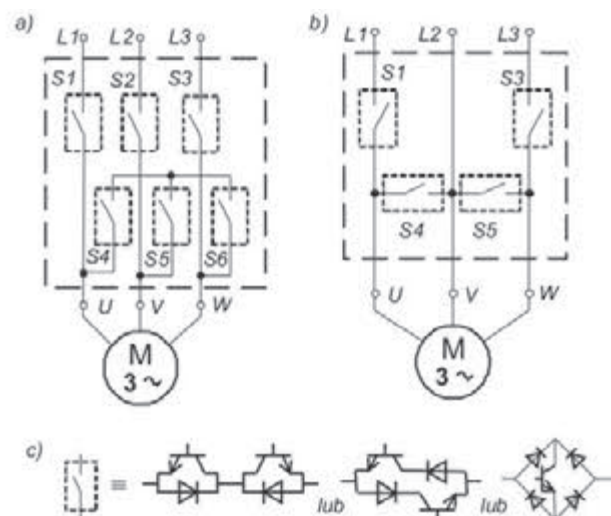 a)
L1 L2 L3
S1 S2 S3
S4 S5 S6
U V W
M
3 ~
b)
L1 L2 L3
S1 S3
S4 S5
U V W
M
3 ~
c)
≡ lub lub